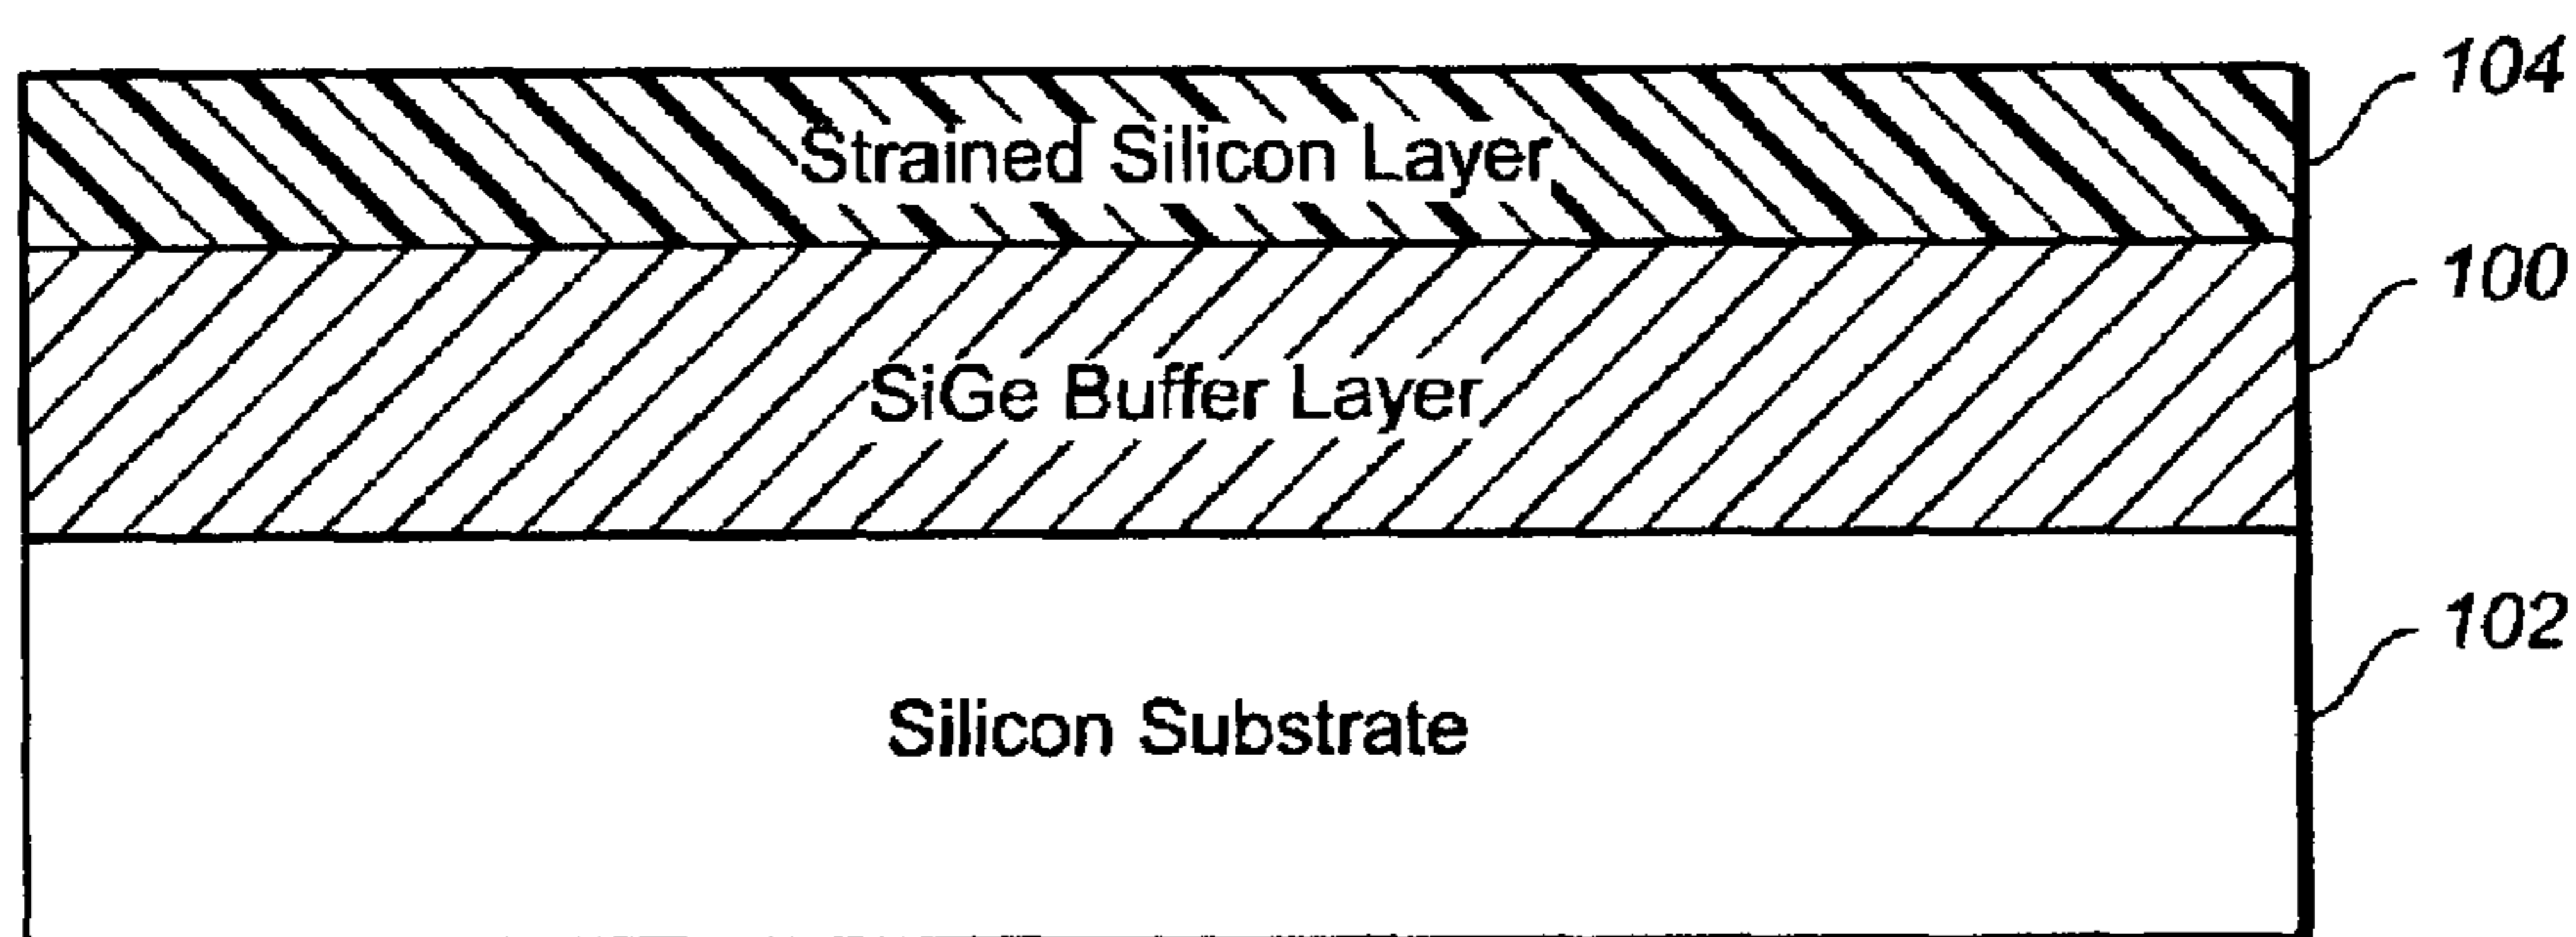 104
Strained Silicon Layer
100
SiGe Buffer Layer
102
Silicon Substrate